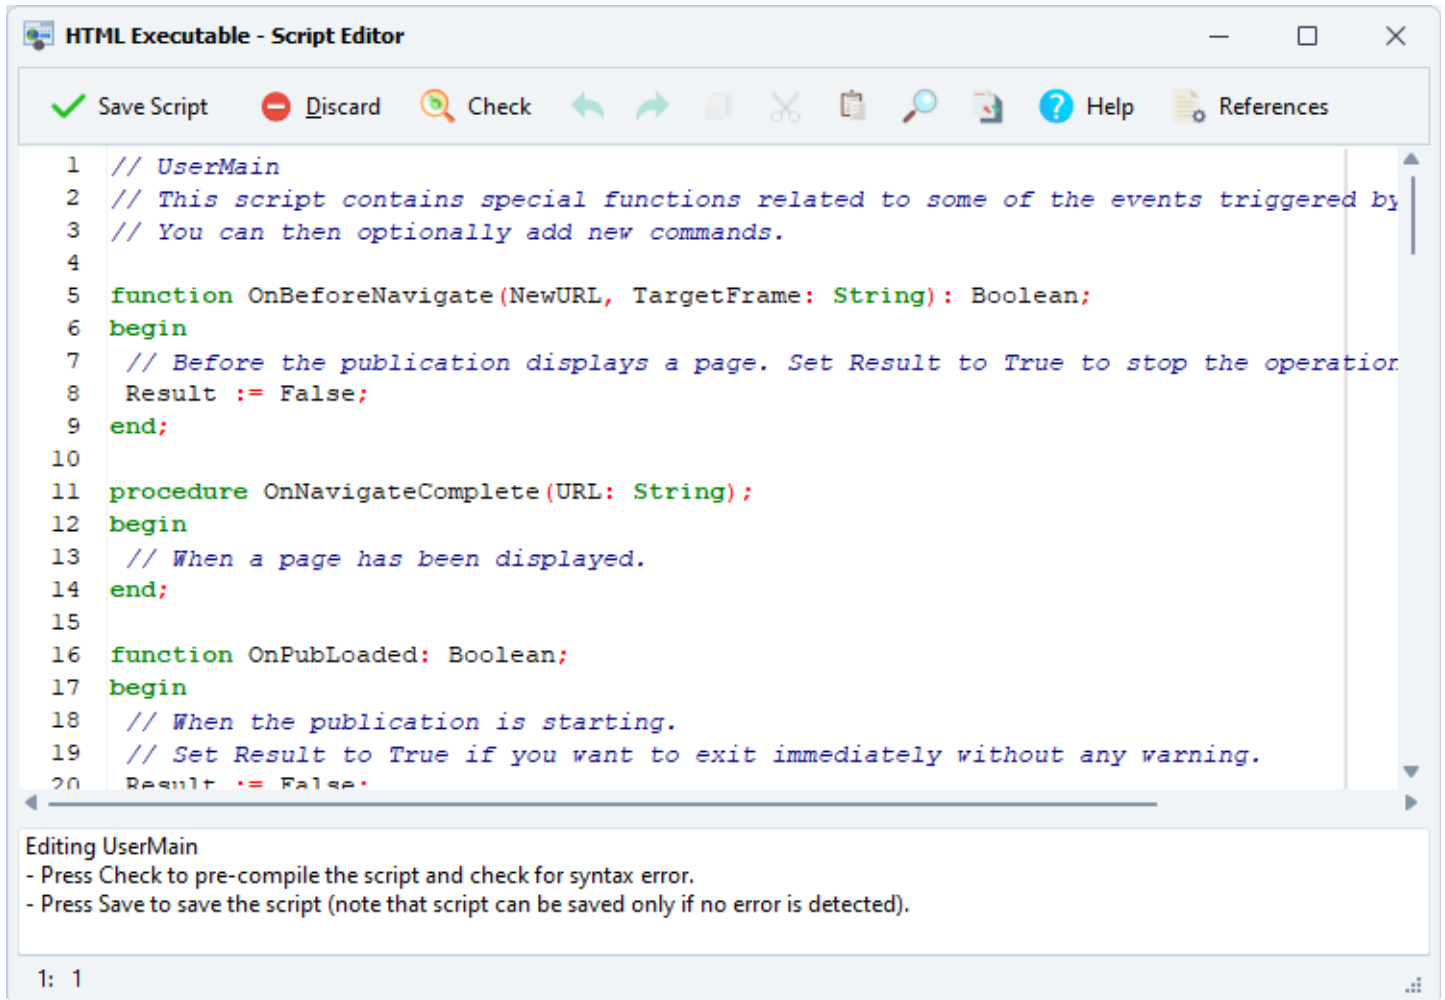 HTML Executable - Script Editor
Save Script Discard Check Help References
1 // UserMain
2 // This script contains special functions related to some of the events triggered by
3 // You can then optionally add new commands.
4
5 function OnBeforeNavigate(NewURL, TargetFrame: String): Boolean;
6 begin
7 // Before the publication displays a page. Set Result to True to stop the operation
8 Result := False;
9 end;
10
11 procedure OnNavigateComplete(URL: String);
12 begin
13 // When a page has been displayed.
14 end;
15
16 function OnPubLoaded: Boolean;
17 begin
18 // When the publication is starting.
19 // Set Result to True if you want to exit immediately without any warning.
20 Result := False;
Editing UserMain
- Press Check to pre-compile the script and check for syntax error.
- Press Save to save the script (note that script can be saved only if no error is detected).
1: 1